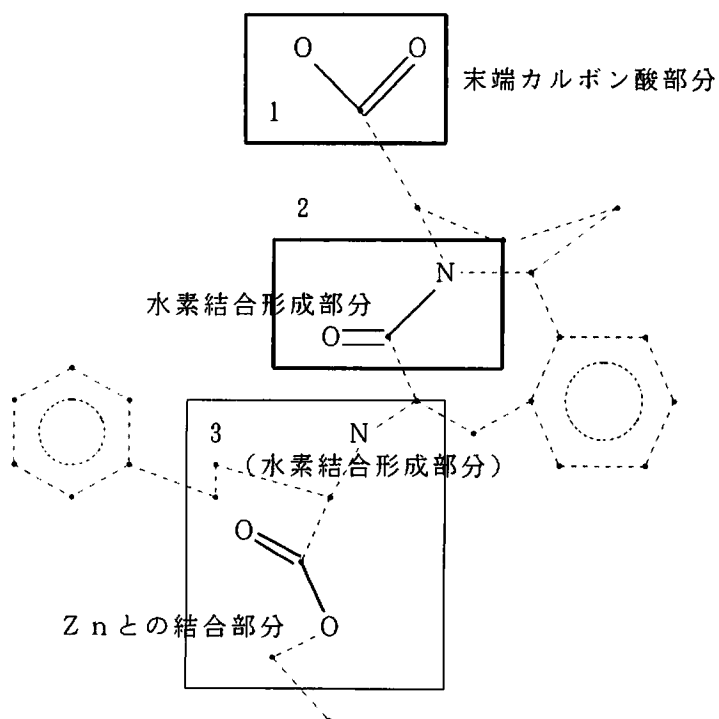 O O
末端カルボン酸部分
1
2
N
水素結合形成部分
O
3 N
（水素結合形成部分）
O
Znとの結合部分 O